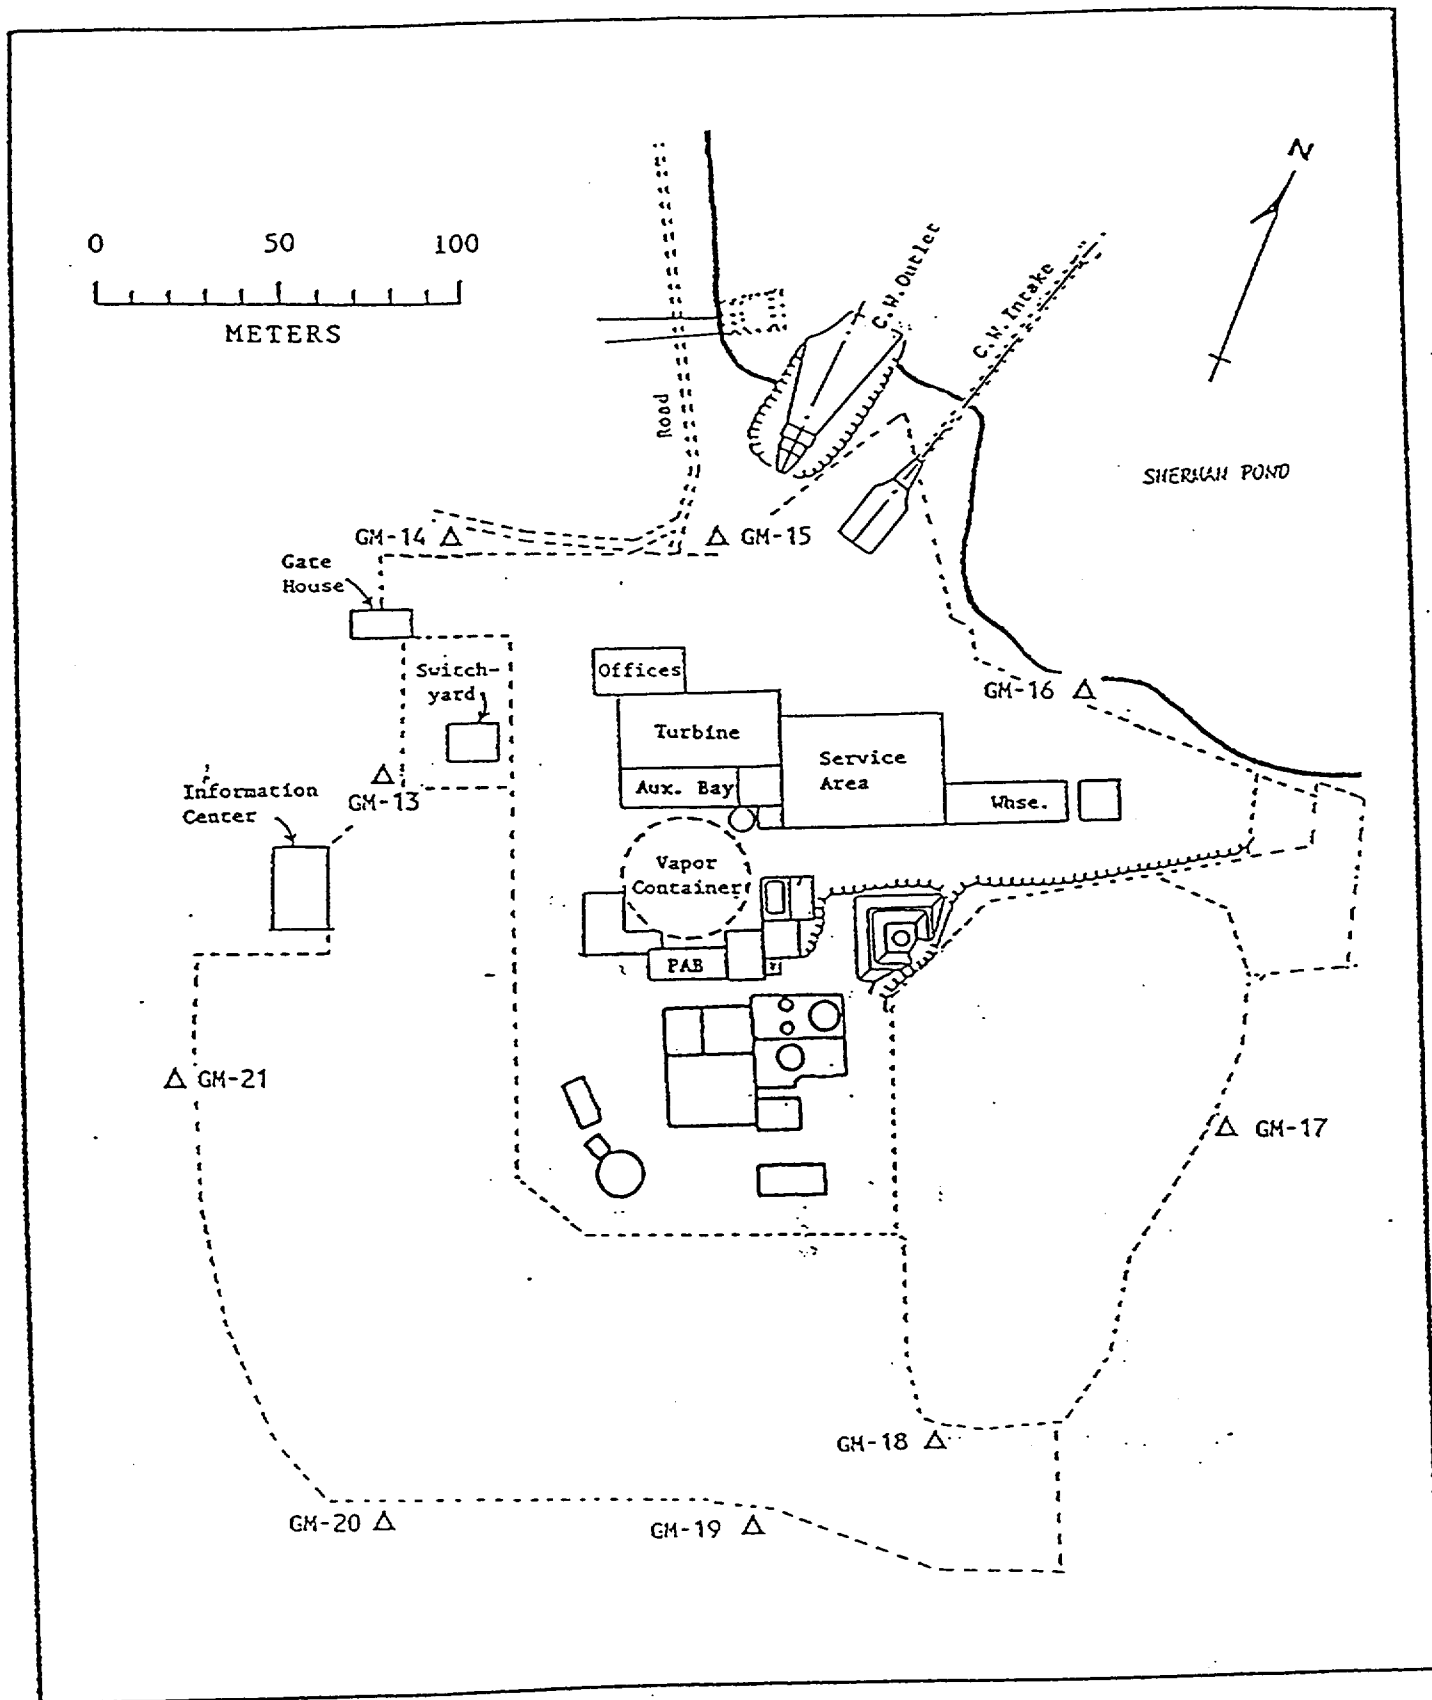 N
0 50 100
METERS
C.W.Outlet
C.W.Intake
Road
SHERMAN POND
GM-14
GM-15
Gate
House
Switch-
yard
Offices
GM-16
Turbine
Service
Area
Aux. Bay
Whse.
GM-13
Information
Center
Vapor
Container
PAB
GM-21
GM-17
GM-18
GM-20
GM-19